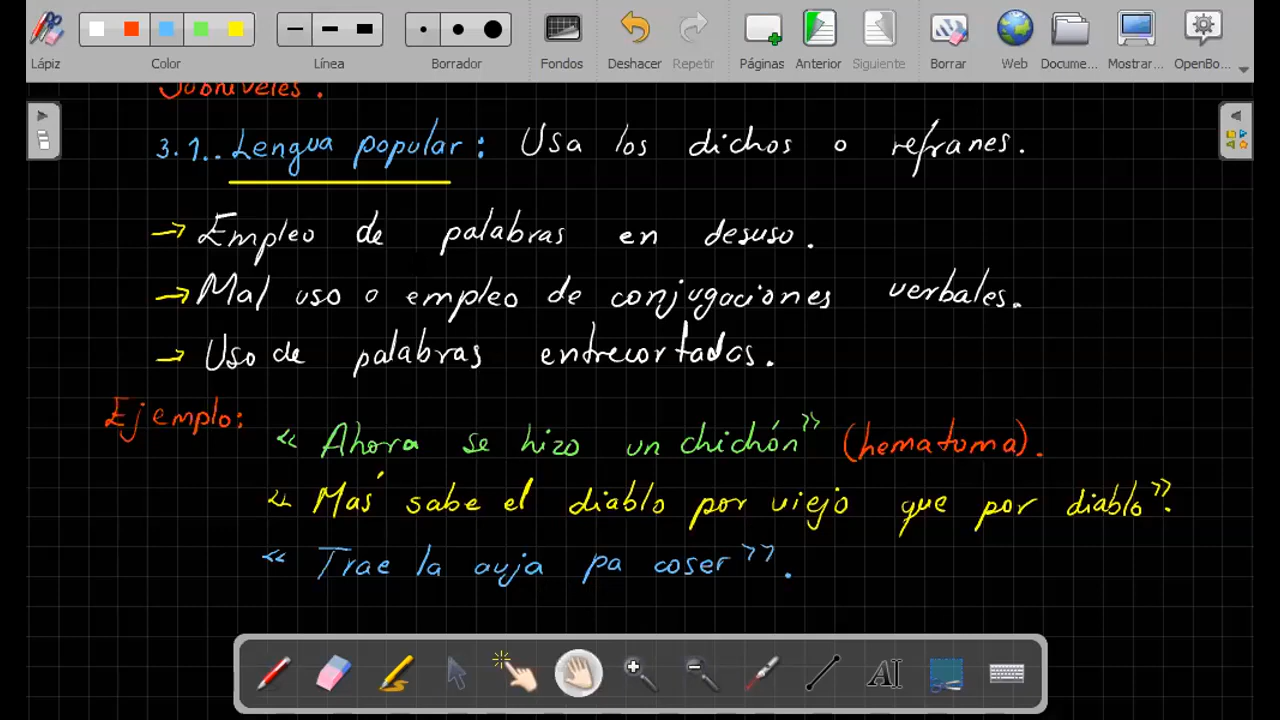 Lápiz Color Línea Borrador Fondos Deshacer Repetir Páginas Anterior Siguiente Borrar Web Docume... Mostrar... OpenBo...
Sobniveles.
3.1.. Lengua popular: Usa los dichos o refranes.
→ Empleo de palabras en desuso.
→ Mal uso o empleo de conjugaciones verbales.
→ Uso de palabras entrecortadas.
Ejemplo:
« Ahora se hizo un chichón» (hematoma).
« Más sabe el diablo por viejo que por diablo».
« Trae la auja pa coser».